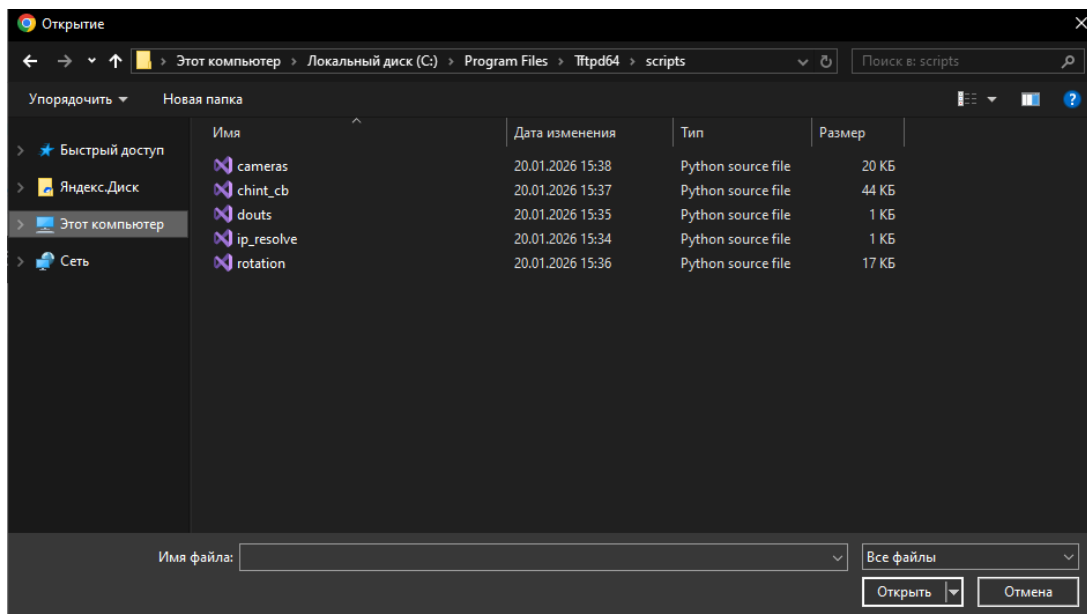 Открытие
Этот компьютер > Локальный диск (C:) > Program Files > Tftpd64 > scripts Поиск в: scripts
Упорядочить Новая папка
Имя Дата изменения Тип Размер
Быстрый доступ
Яндекс.Диск
Этот компьютер
Сеть
cameras 20.01.2026 15:38 Python source file 20 КБ
chint_cb 20.01.2026 15:37 Python source file 44 КБ
douts 20.01.2026 15:35 Python source file 1 КБ
ip_resolve 20.01.2026 15:34 Python source file 1 КБ
rotation 20.01.2026 15:36 Python source file 17 КБ
Имя файла: Все файлы
Открыть Отмена